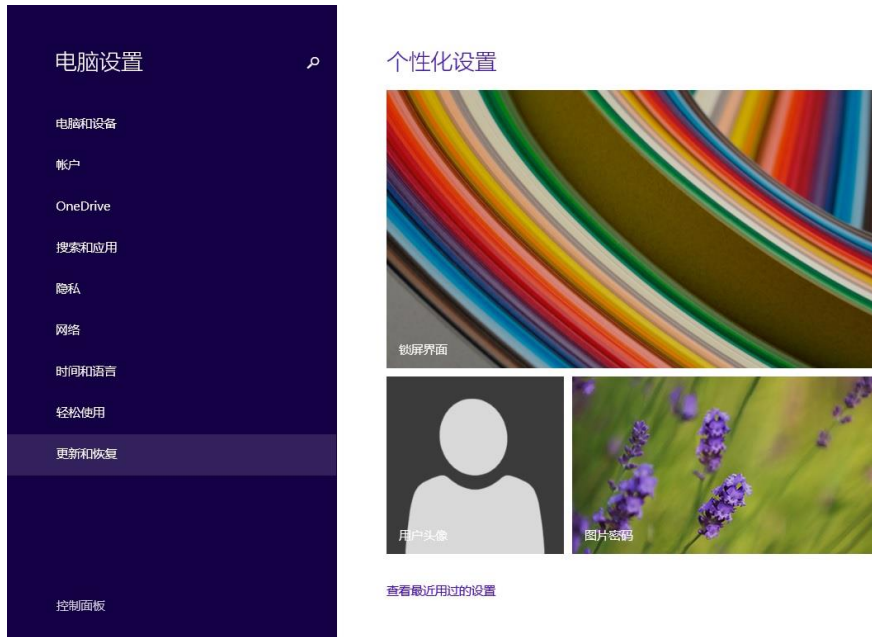 电脑设置
电脑和设备
帐户
OneDrive
搜索和应用
隐私
网络
时间和语言
轻松使用
更新和恢复
控制面板
个性化设置
锁屏界面
用户头像
图片密码
查看最近用过的设置